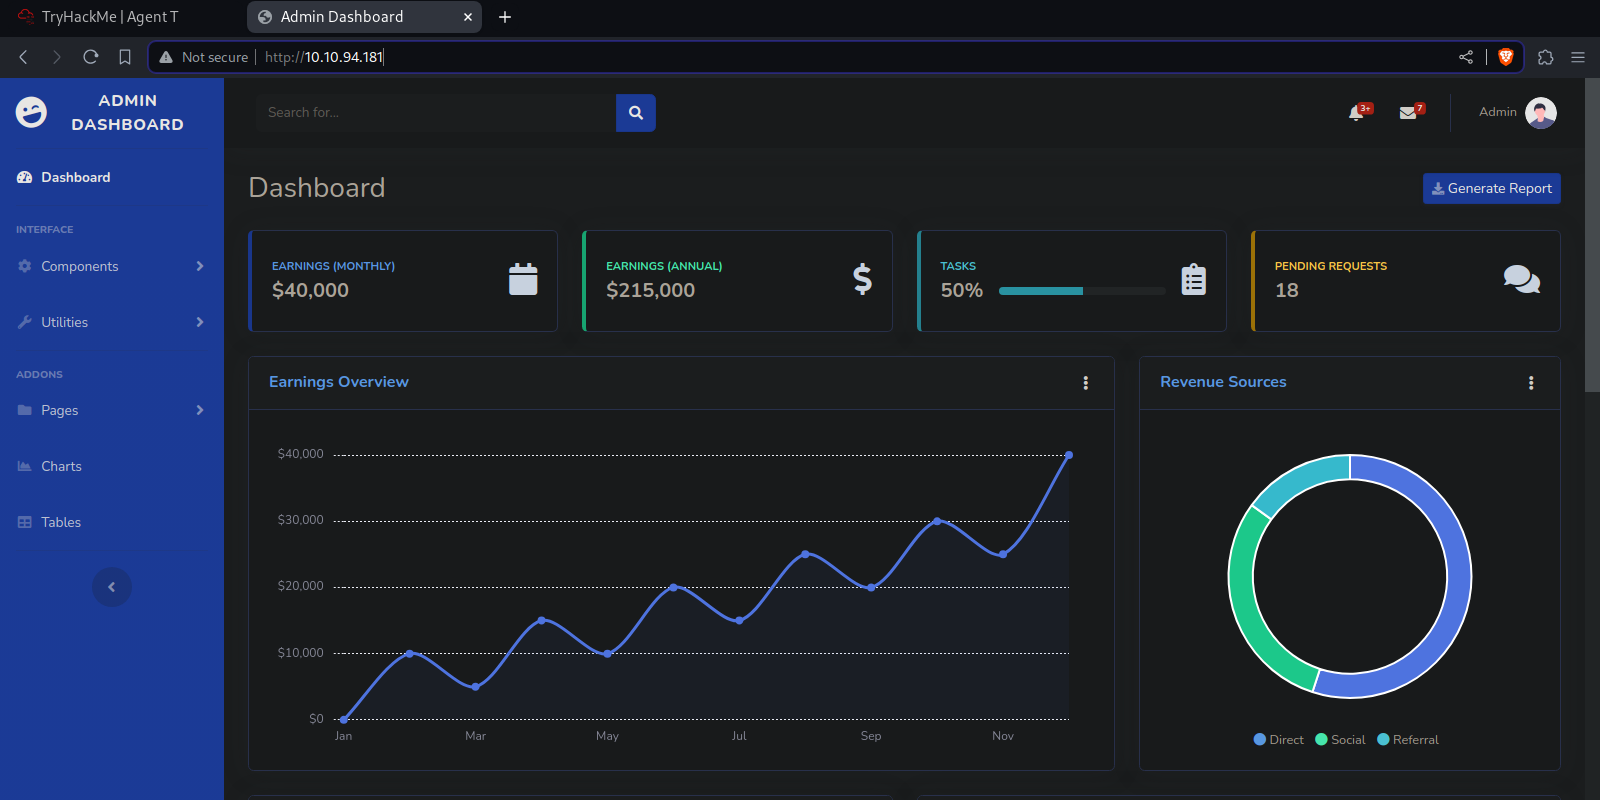 TryHackMe | Agent T
Admin Dashboard
Not secure
http://10.10.94.181
ADMIN
DASHBOARD
Dashboard
INTERFACE
Components
Utilities
ADDONS
Pages
Charts
Tables
Search for...
3+
7
Admin
Dashboard
Generate Report
EARNINGS (MONTHLY)
$40,000
EARNINGS (ANNUAL)
$215,000
TASKS
50%
PENDING REQUESTS
18
Earnings Overview
$40,000
$30,000
$20,000
$10,000
$0
Jan Mar May Jul Sep Nov
Revenue Sources
Direct Social Referral